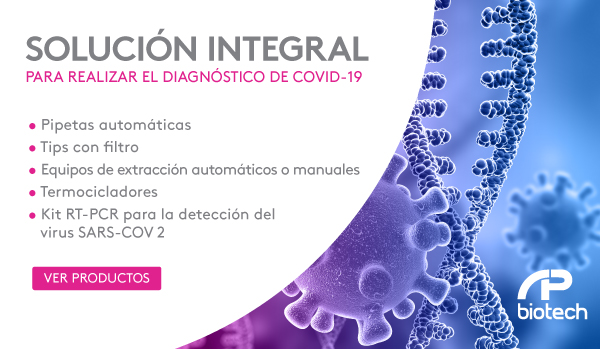 SOLUCIÓN INTEGRAL
PARA REALIZAR EL DIAGNÓSTICO DE COVID-19
• Pipetas automáticas
• Tips con filtro
• Equipos de extracción automáticos o manuales
• Termocicladores
• Kit RT-PCR para la detección del
virus SARS-COV 2
VER PRODUCTOS
AP
biotech